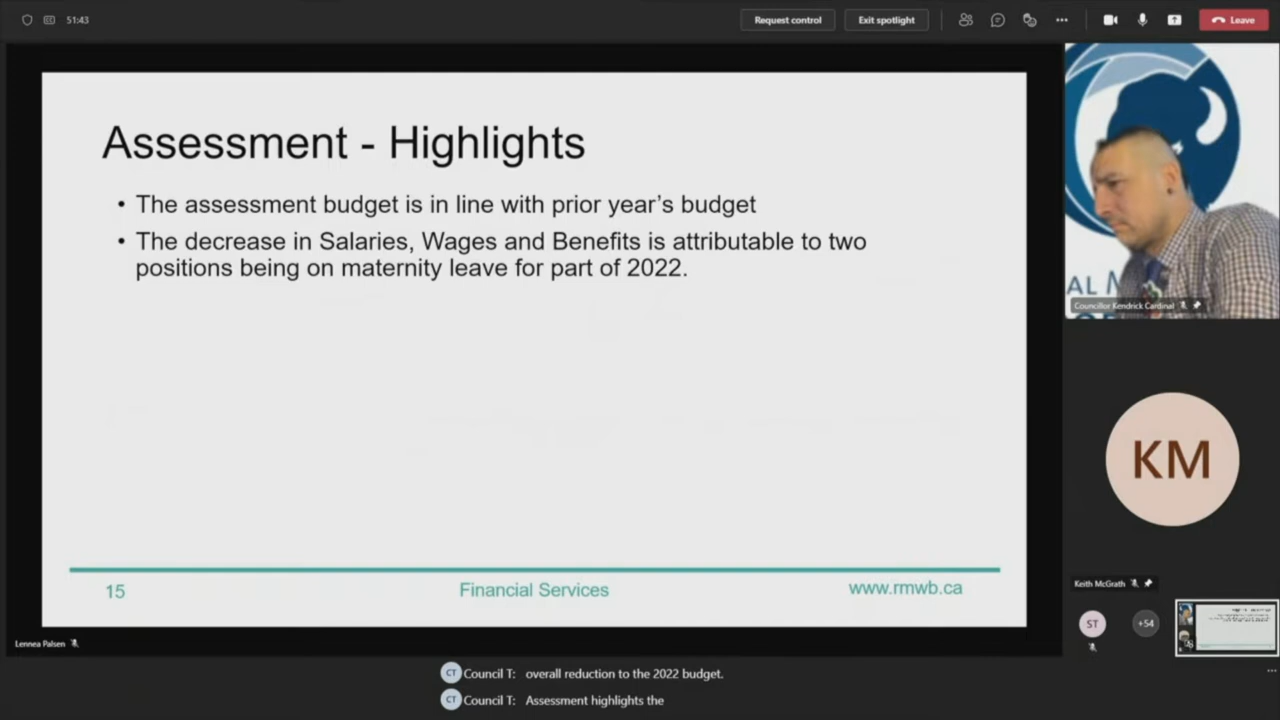 51:43
Request control
Exit spotlight
Leave
Assessment - Highlights
• The assessment budget is in line with prior year's budget
• The decrease in Salaries, Wages and Benefits is attributable to two
positions being on maternity leave for part of 2022.
15
Financial Services
www.rmwb.ca
Lennea Palsen
AL M
Councillor Kendrick Cardinal
KM
Keith McGrath
ST
+54
CT Council T: overall reduction to the 2022 budget.
CT Council T: Assessment highlights the